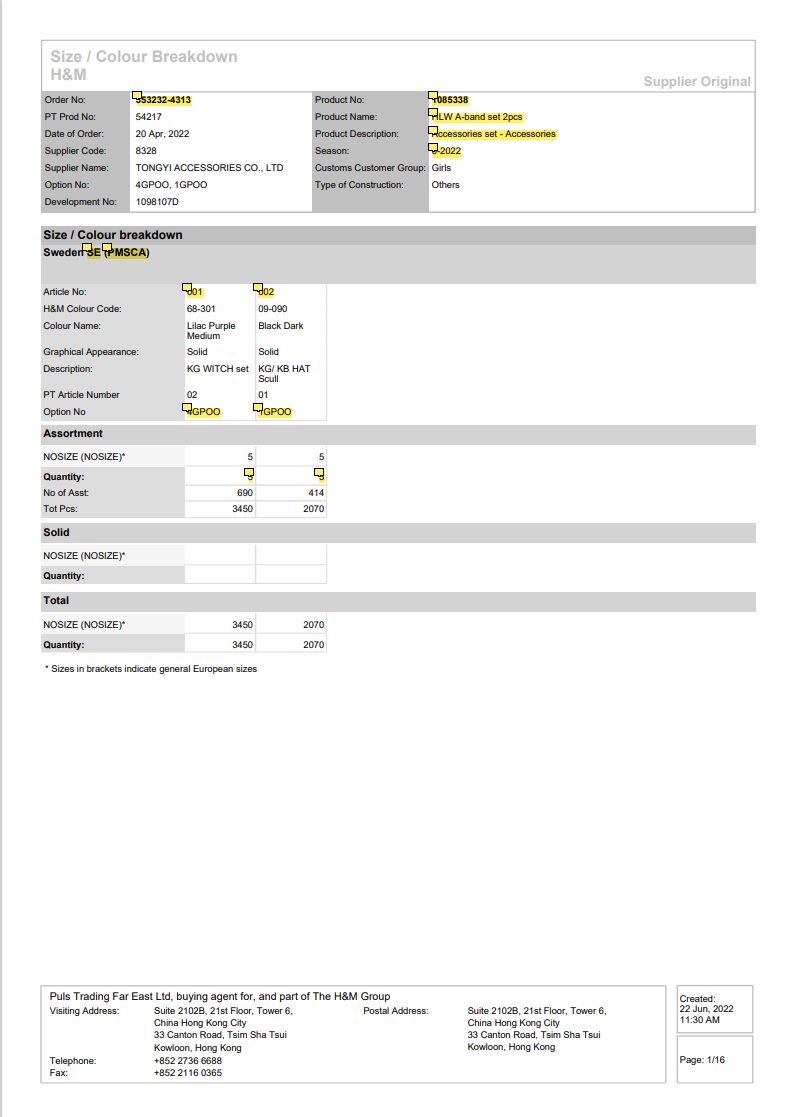 Size / Colour Breakdown
H&M
Supplier Original
Order No: 353232-4313 Product No: 1085338
PT Prod No: 54217 Product Name: HLW A-band set 2pcs
Date of Order: 20 Apr, 2022 Product Description: Accessories set - Accessories
Supplier Code: 8328 Season:
Supplier Name: TONGYI ACCESSORIES CO., LTD Customs Customer Group: Girls
Option No: 4GPOO, 1GPOO Type of Construction: Others
Development No: 1098107D
Size / Colour breakdown
Sweden SE (PMSCA)
Article No: 001 002
H&M Colour Code: 68-301 09-090
Colour Name: Lilac Purple Black Dark
Medium
Graphical Appearance: Solid Solid
Description: KG WITCH set KG/ KB HAT
Scull
PT Article Number 02 01
Option No 4GPOO 1GPOO
Assortment
NOSIZE (NOSIZE)* 5 5
Quantity: 5 5
No of Asst: 690 414
Tot Pcs: 3450 2070
Solid
NOSIZE (NOSIZE)*
Quantity:
Total
NOSIZE (NOSIZE)* 3450 2070
Quantity: 3450 2070
* Sizes in brackets indicate general European sizes
Puls Trading Far East Ltd, buying agent for, and part of The H&M Group
Visiting Address: Suite 2102B, 21st Floor, Tower 6, Postal Address: Suite 2102B, 21st Floor, Tower 6,
China Hong Kong City China Hong Kong City
33 Canton Road, Tsim Sha Tsui 33 Canton Road, Tsim Sha Tsui
Kowloon, Hong Kong Kowloon, Hong Kong
Telephone: +852 2736 6688
Fax: +852 2116 0365
Created:
22 Jun, 2022
11:30 AM
Page: 1/16